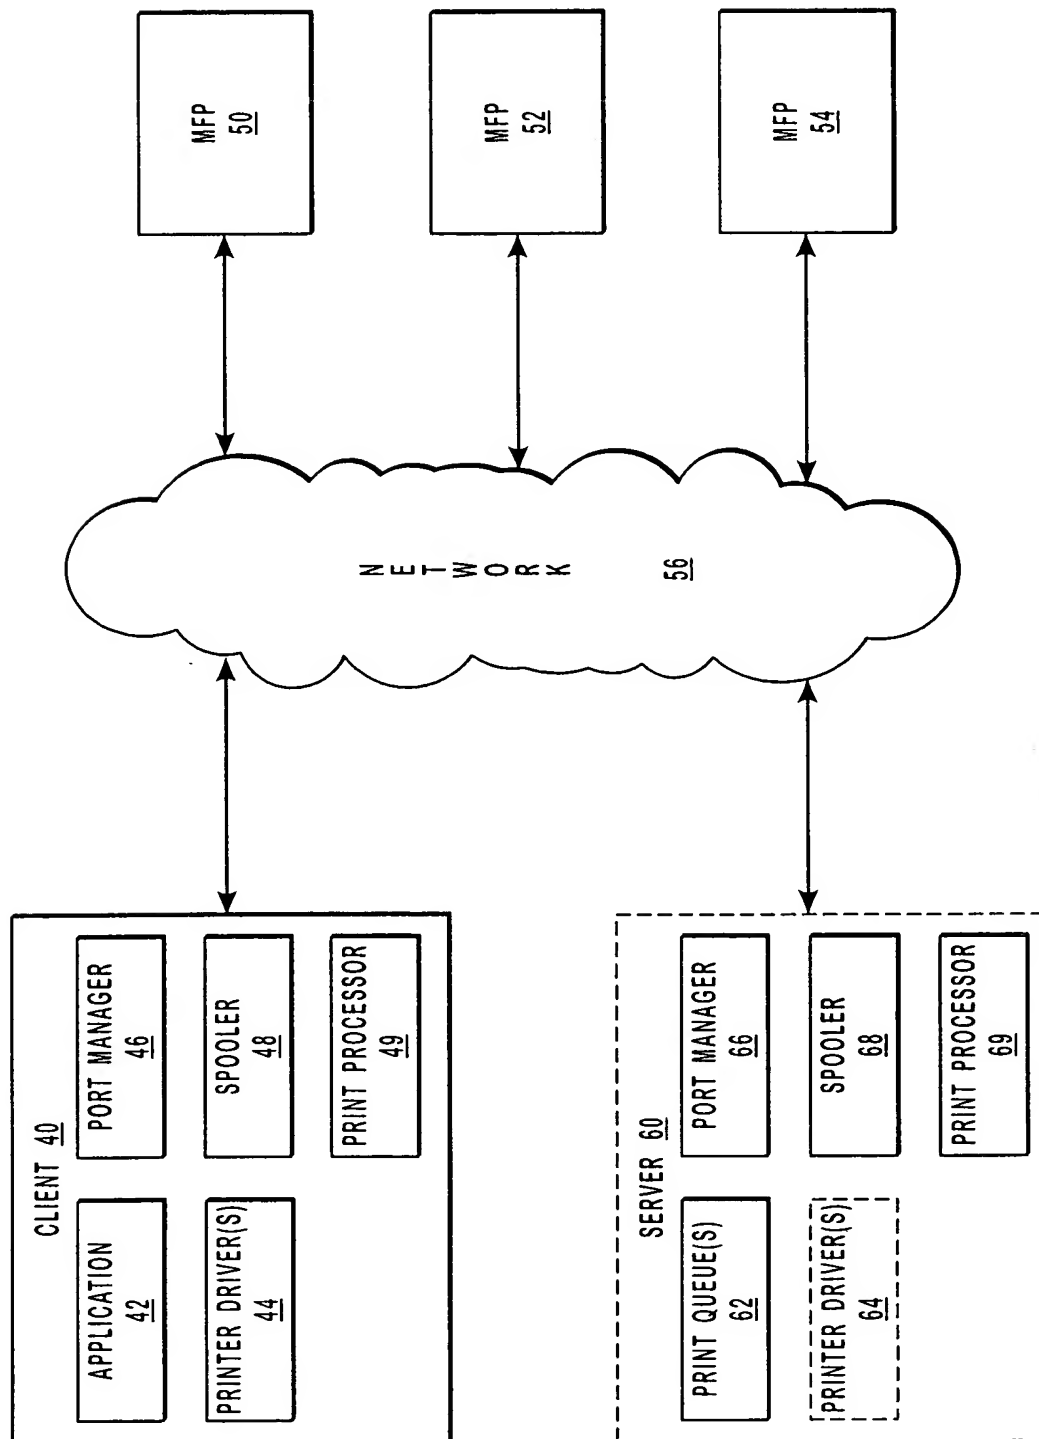 CLIENT 40
APPLICATION
42
PORT MANAGER
46
PRINTER DRIVER(S)
44
SPOOLER
48
PRINT PROCESSOR
49
SERVER 60
PRINT QUEUE(S)
62
PORT MANAGER
66
PRINTER DRIVER(S)
64
SPOOLER
68
PRINT PROCESSOR
69
NETWORK
56
MFP
50
MFP
52
MFP
54